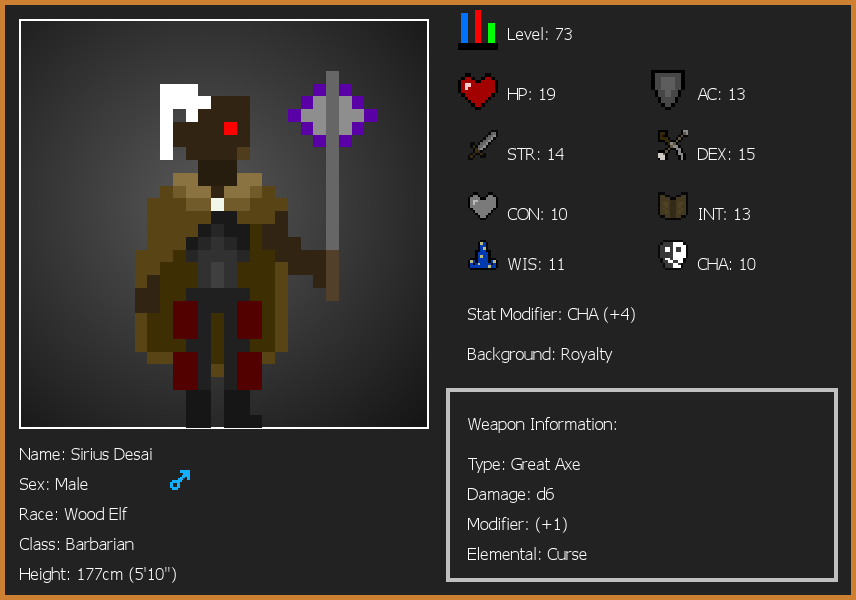 Level: 73
HP: 19
AC: 13
STR: 14
DEX: 15
CON: 10
INT: 13
WIS: 11
CHA: 10
Stat Modifier: CHA (+4)
Background: Royalty
Weapon Information:
Type: Great Axe
Damage: d6
Modifier: (+1)
Elemental: Curse
Name: Sirius Desai
Sex: Male
Race: Wood Elf
Class: Barbarian
Height: 177cm (5'10")